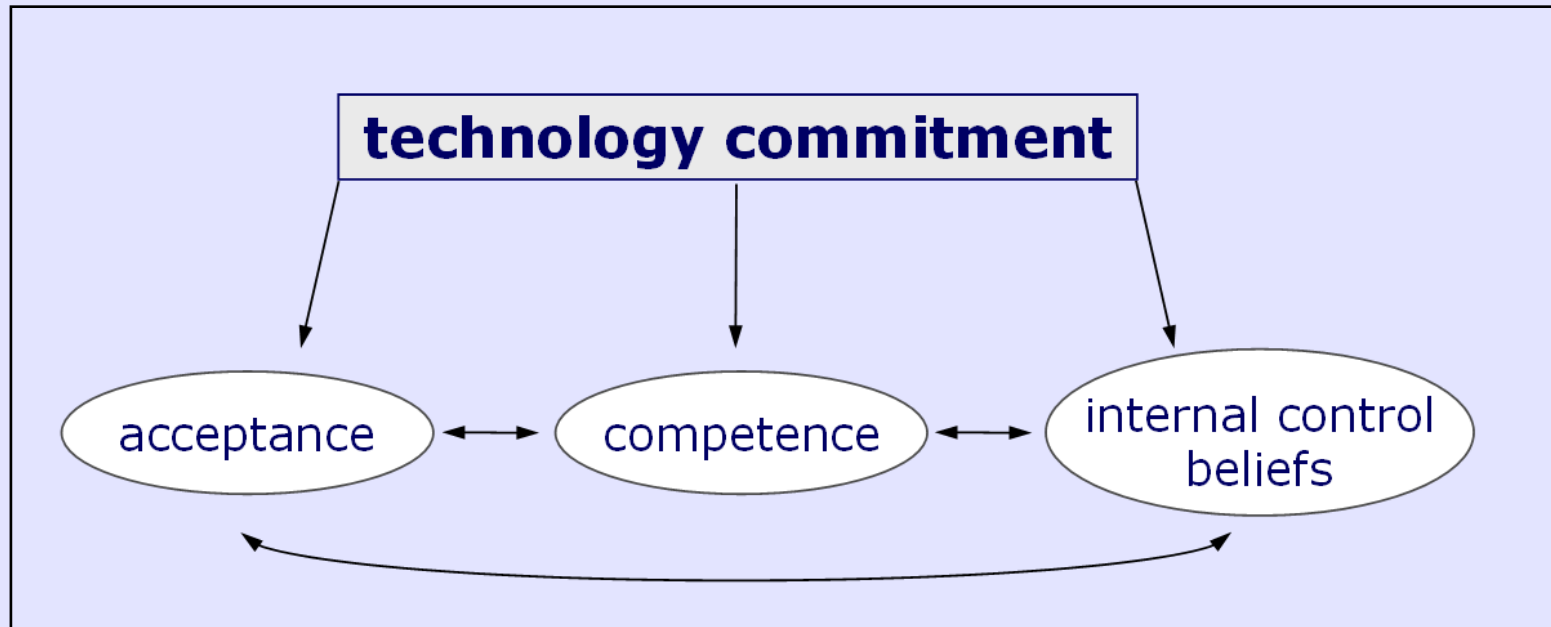 technology commitment
acceptance
competence
internal control
beliefs